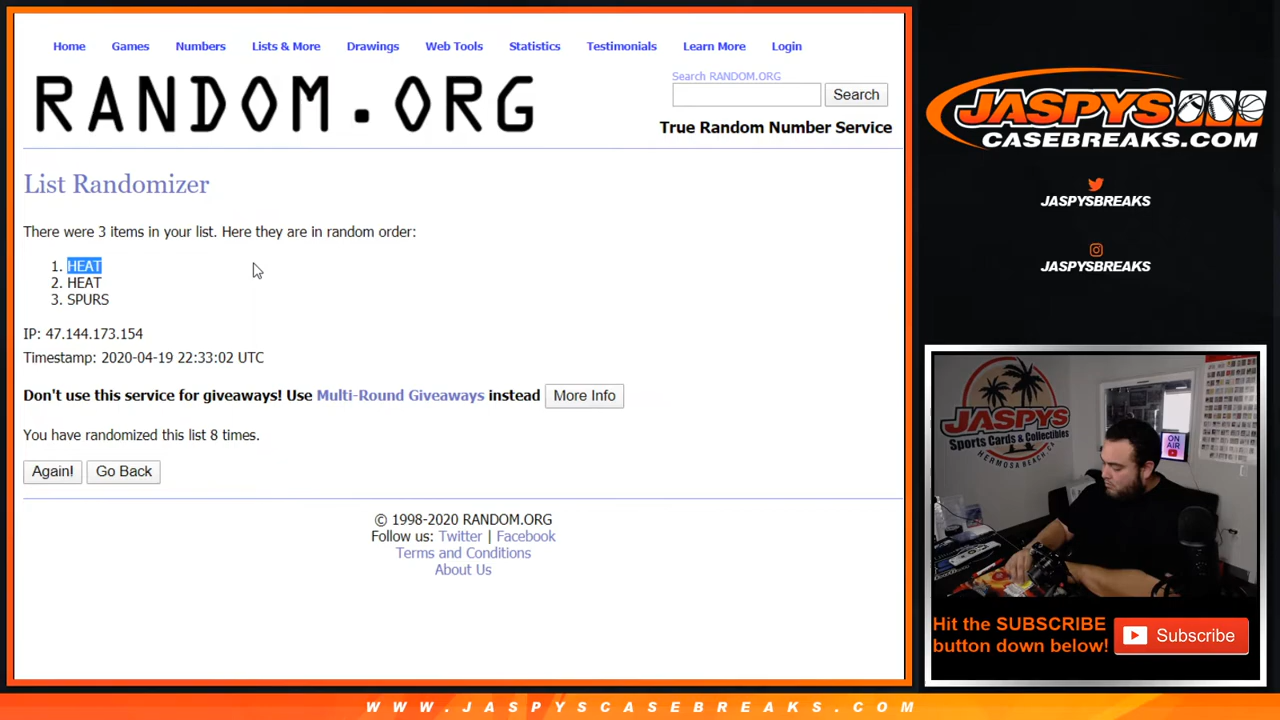 Home Games Numbers Lists & More Drawings Web Tools Statistics Testimonials Learn More Login
RANDOM.ORG
Search RANDOM.ORG
Search
True Random Number Service
List Randomizer
There were 3 items in your list. Here they are in random order:
1. HEAT
2. HEAT
3. SPURS
IP: 47.144.173.154
Timestamp: 2020-04-19 22:33:02 UTC
Don't use this service for giveaways! Use Multi-Round Giveaways instead More Info
You have randomized this list 8 times.
Again! Go Back
© 1998-2020 RANDOM.ORG
Follow us: Twitter | Facebook
Terms and Conditions
About Us
JASPYS
CASEBREAKS.COM
JASPYSBREAKS
JASPYSBREAKS
JASPYS
Sports Cards & Collectibles
HERMOSA BEACH, CA
ON
AIR
Hit the SUBSCRIBE
button down below!
Subscribe
WWW.JASPYSCASEBREAKS.COM